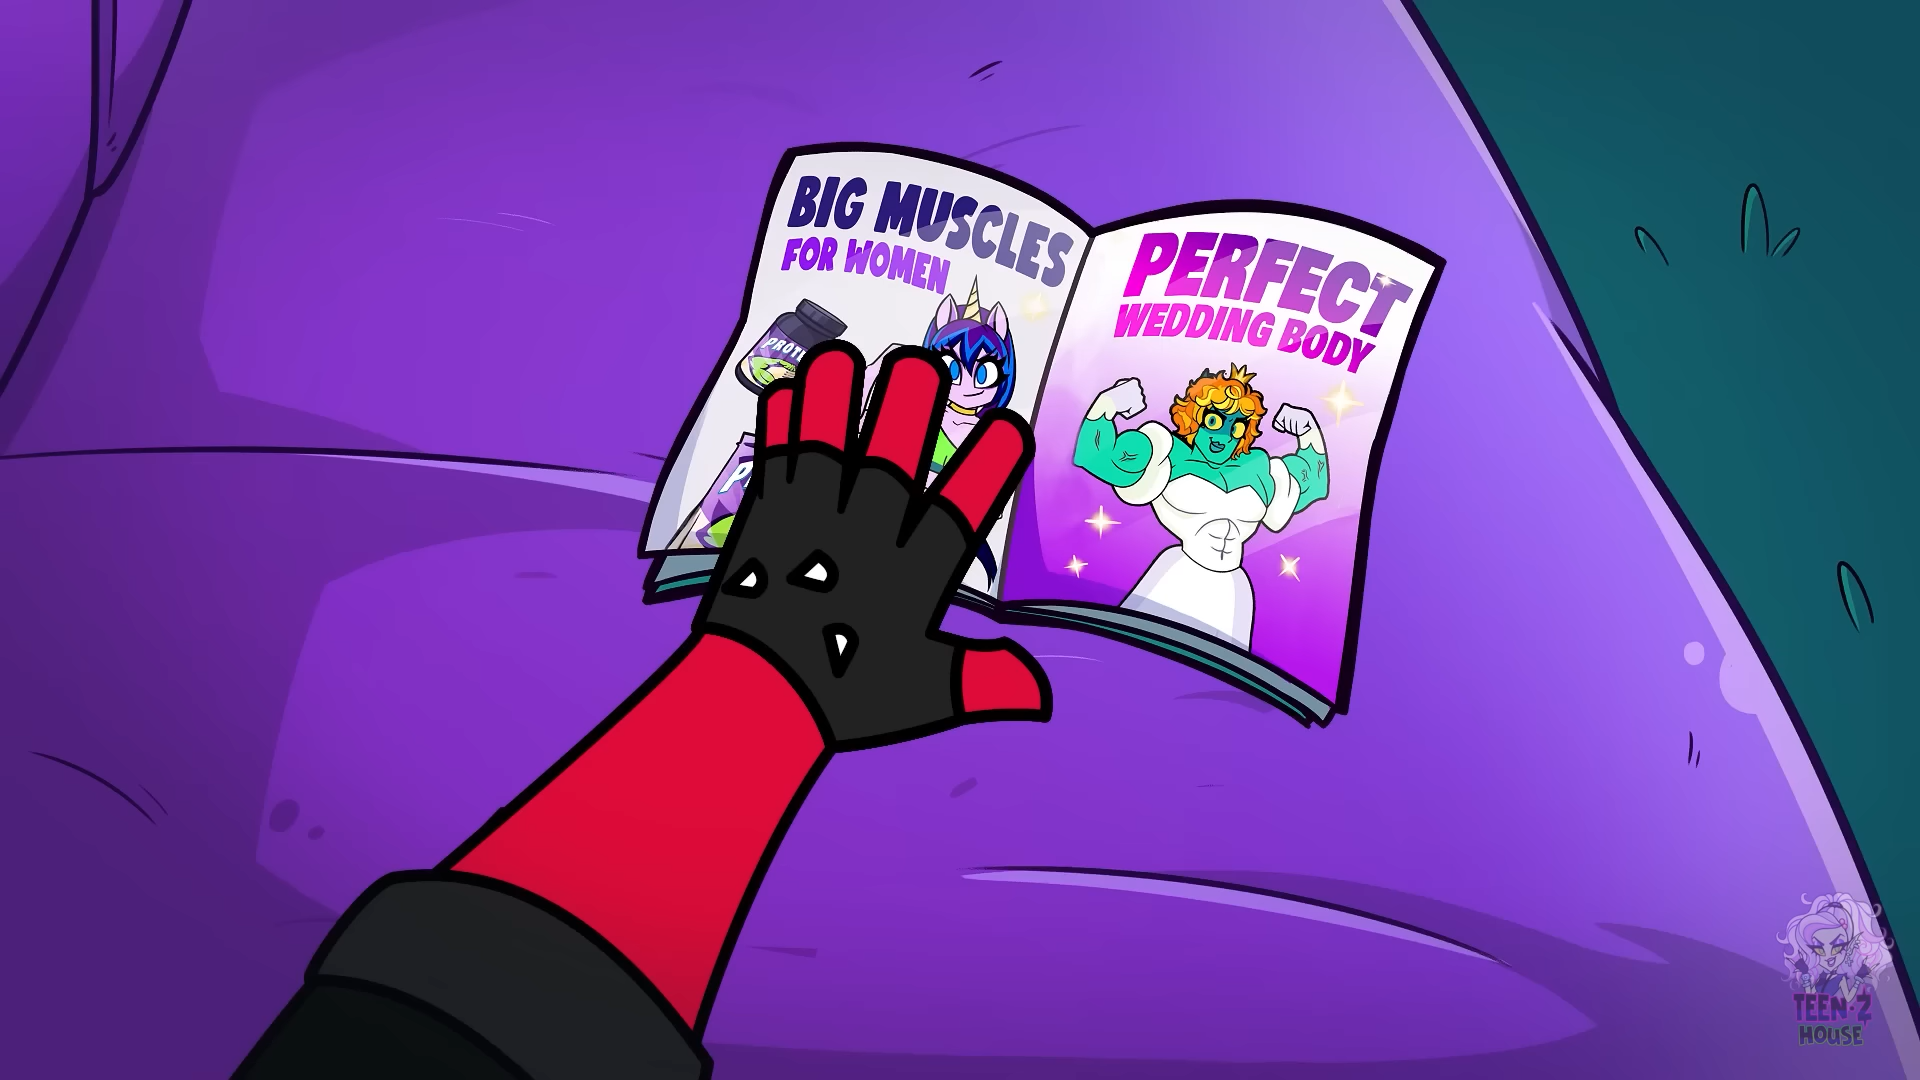 BIG MUSCLES
FOR WOMEN
PERFECT
WEDDING BODY
TEEN-Z
HOUSE